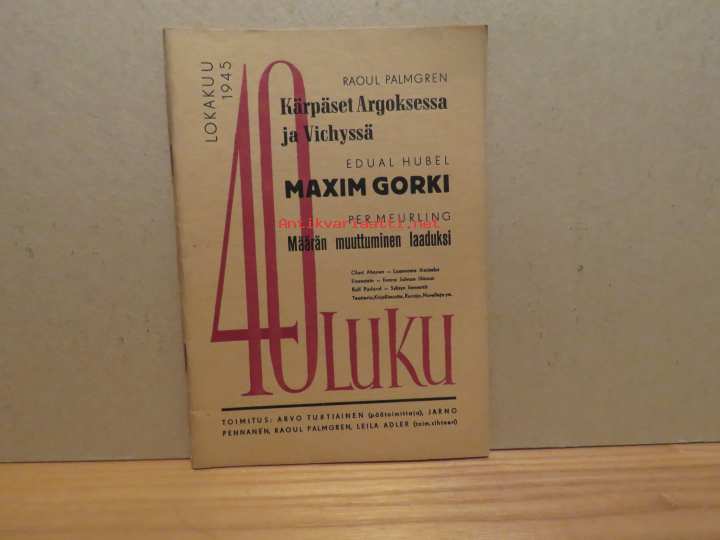 LOKAKUU
1945
40
LUKU
RAOUL PALMGREN
Kärpäset Argoksessa
ja Vichyssä
EDUAL HUBEL
MAXIM GORKI
Antikvariaatti.net
PER MEURLING
Määrän muuttuminen laaduksi
TOIMITUS: ARVO TURTIAINEN (päätoimittaja), JARNO
PENNANEN, RAOUL PALMGREN, LEILA ADLER (toim.sihteeri)